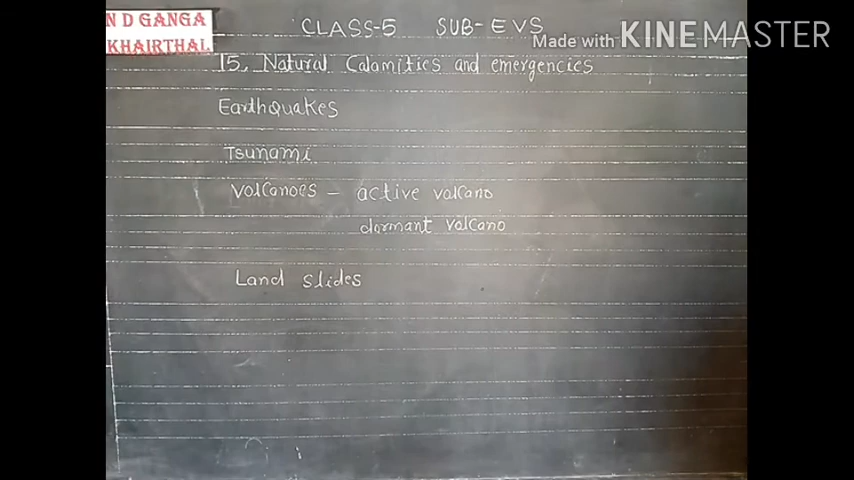 N D GANGA
KHAIRTHAL
CLASS-5 SUB-EVS
Made with KINEMASTER
15. Natural Calamities and emergencies
Earthquakes
Tsunami
Volcanoes - active volcano
dormant volcano
Land slides